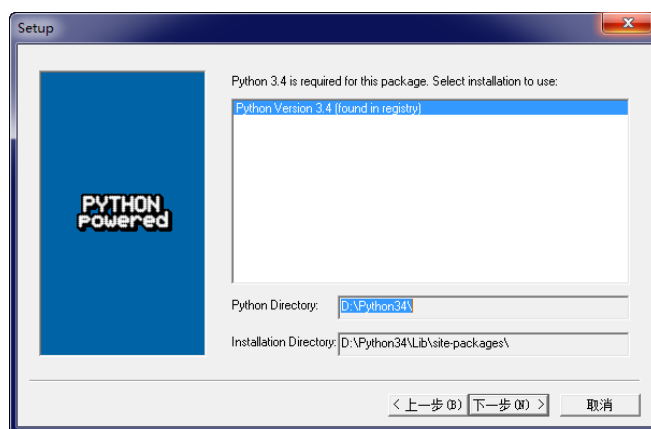 Setup
Python 3.4 is required for this package. Select installation to use:
Python Version 3.4 (found in registry)
PYTHON
powered
Python Directory: D:\Python34\
Installation Directory: D:\Python34\Lib\site-packages\
< 上一步(B) 下一步(N) > 取消